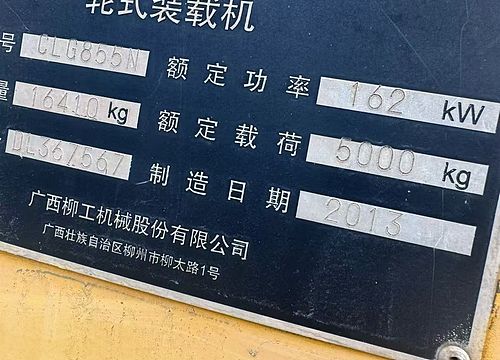 轮式装载机
号 CLG855N 额定功率 162 kW
量 16410 kg 额定载荷 5000 kg
DL367567 制造日期 2013
广西柳工机械股份有限公司
广西壮族自治区柳州市柳太路1号